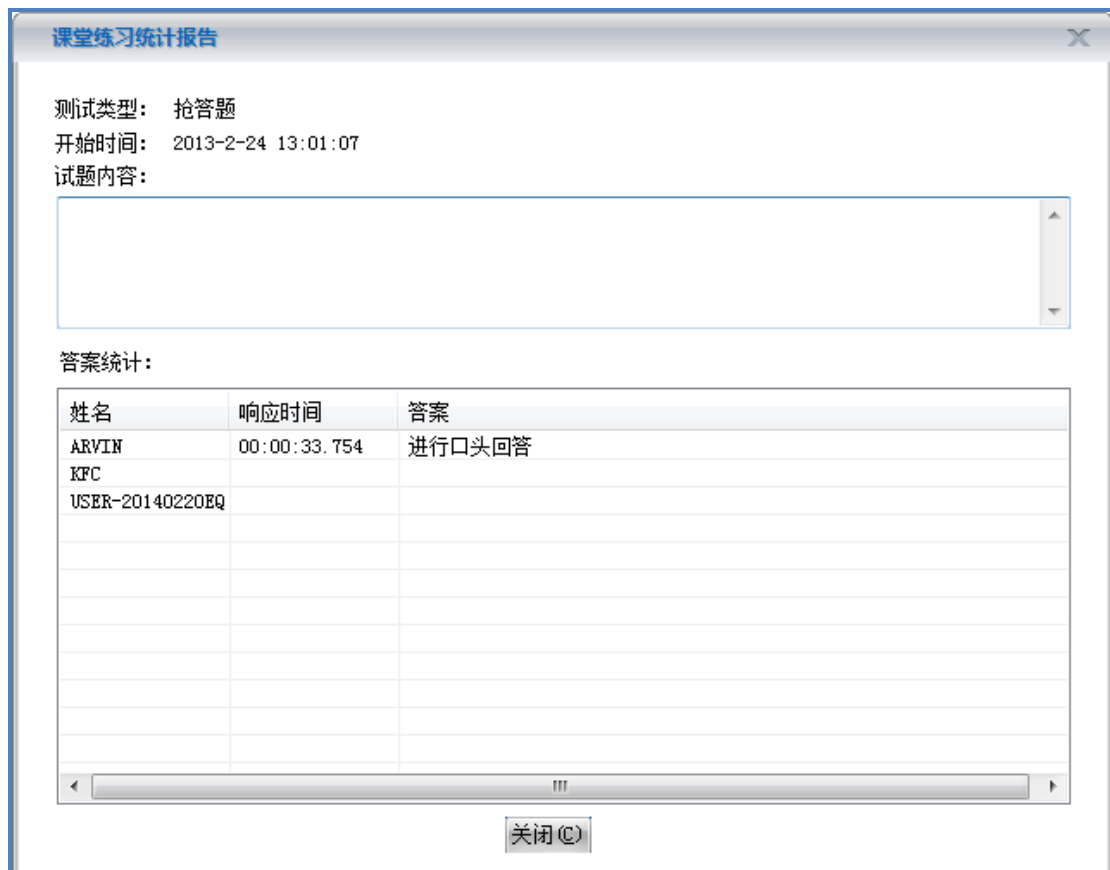 课堂练习统计报告
测试类型： 抢答题
开始时间： 2013-2-24 13:01:07
试题内容：
答案统计：
姓名 响应时间 答案
ARVIN 00:00:33.754 进行口头回答
KFC
USER-20140220EQ
关闭(C)